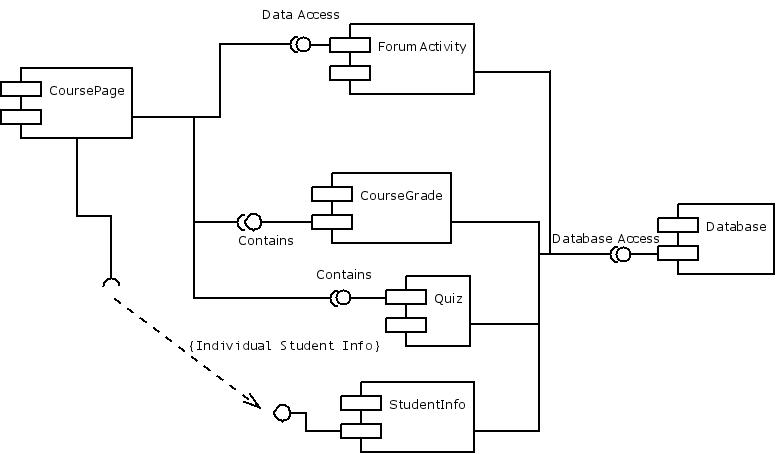 Data Access
Forum Activity
CoursePage
CourseGrade
Contains
Database Access
Database
Contains
Quiz
{Individual Student Info}
StudentInfo